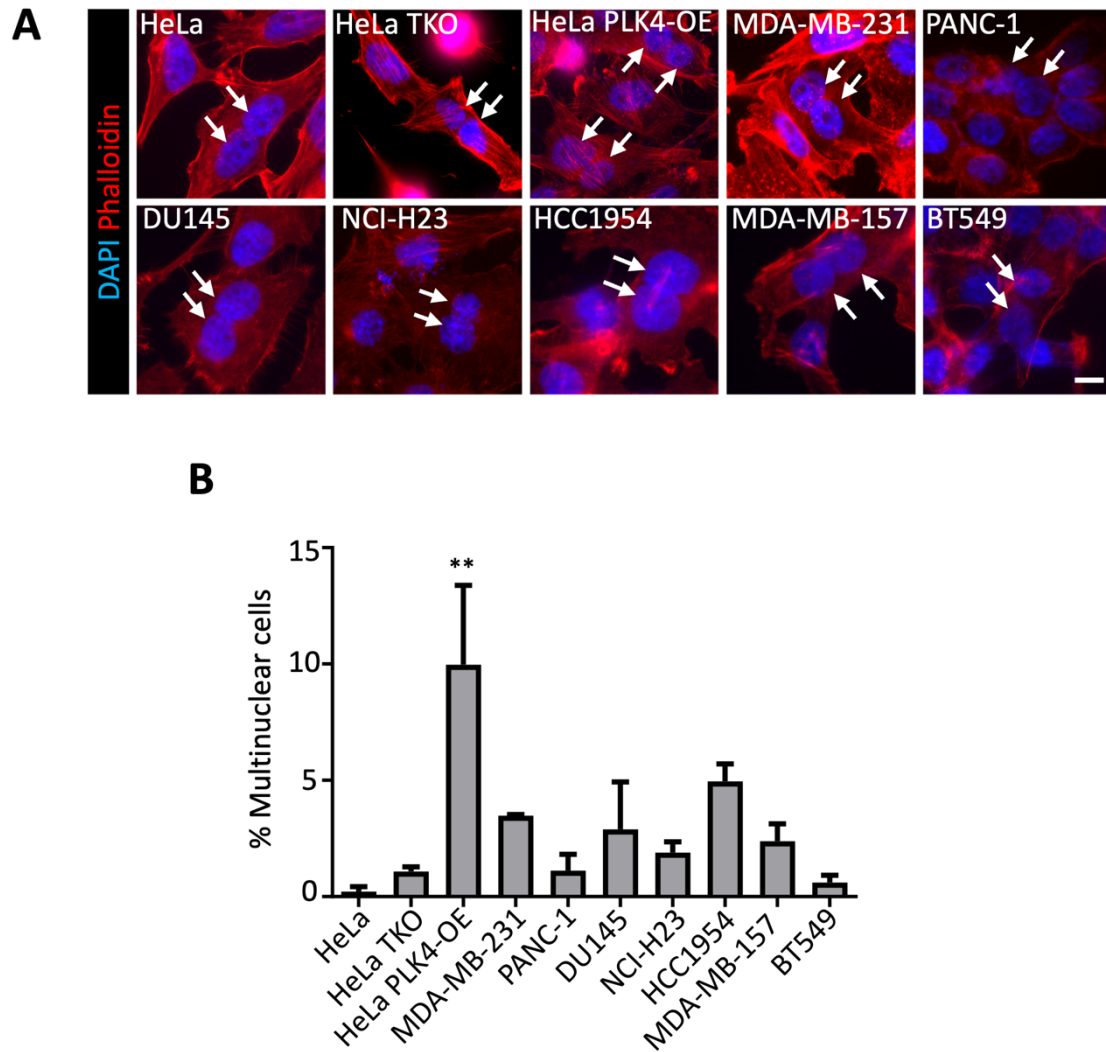 A
DAPI Phalloidin
HeLa
HeLa TKO
HeLa PLK4-OE
MDA-MB-231
PANC-1
DU145
NCI-H23
HCC1954
MDA-MB-157
BT549
B
% Multinuclear cells
15
10
5
0
**
HeLa
HeLa TKO
HeLa PLK4-OE
MDA-MB-231
PANC-1
DU145
NCI-H23
HCC1954
MDA-MB-157
BT549